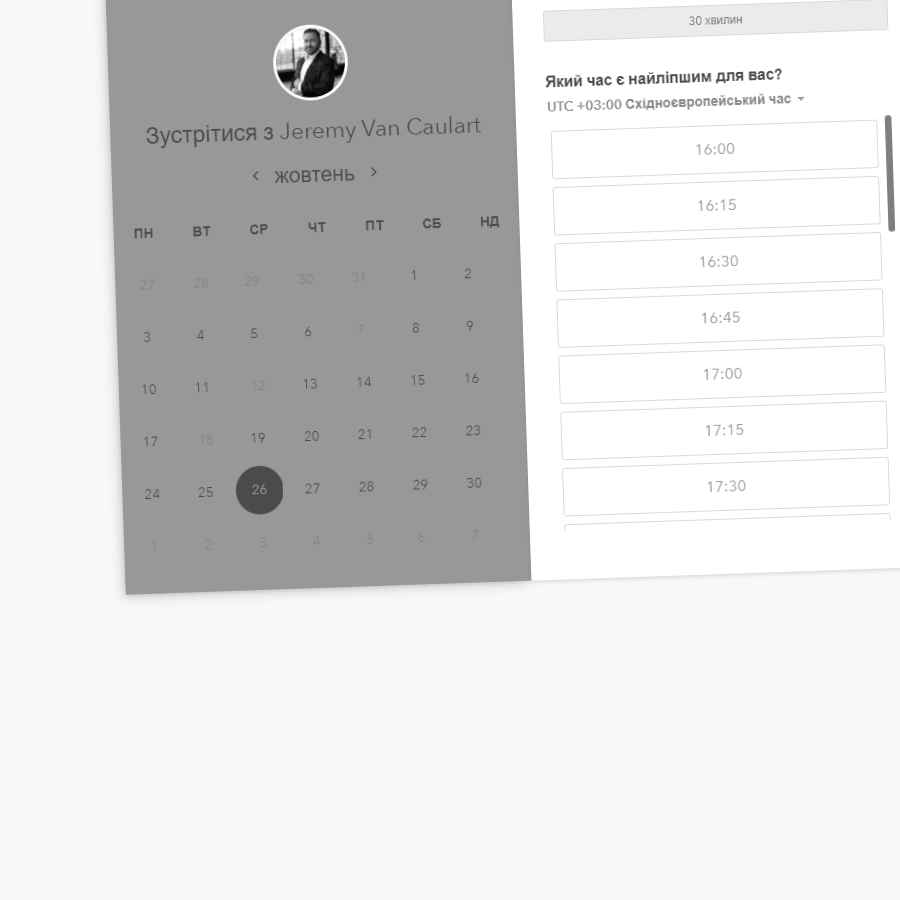 Зустрітися з Jeremy Van Caulart
‹ жовтень ›
ПН ВТ СР ЧТ ПТ СБ НД
27 28 29 30 31 1 2
3 4 5 6 7 8 9
10 11 12 13 14 15 16
17 18 19 20 21 22 23
24 25 26 27 28 29 30
1 2 3 4 5 6 7
30 хвилин
Який час є найліпшим для вас?
UTC +03:00 Східноєвропейський час
16:00
16:15
16:30
16:45
17:00
17:15
17:30